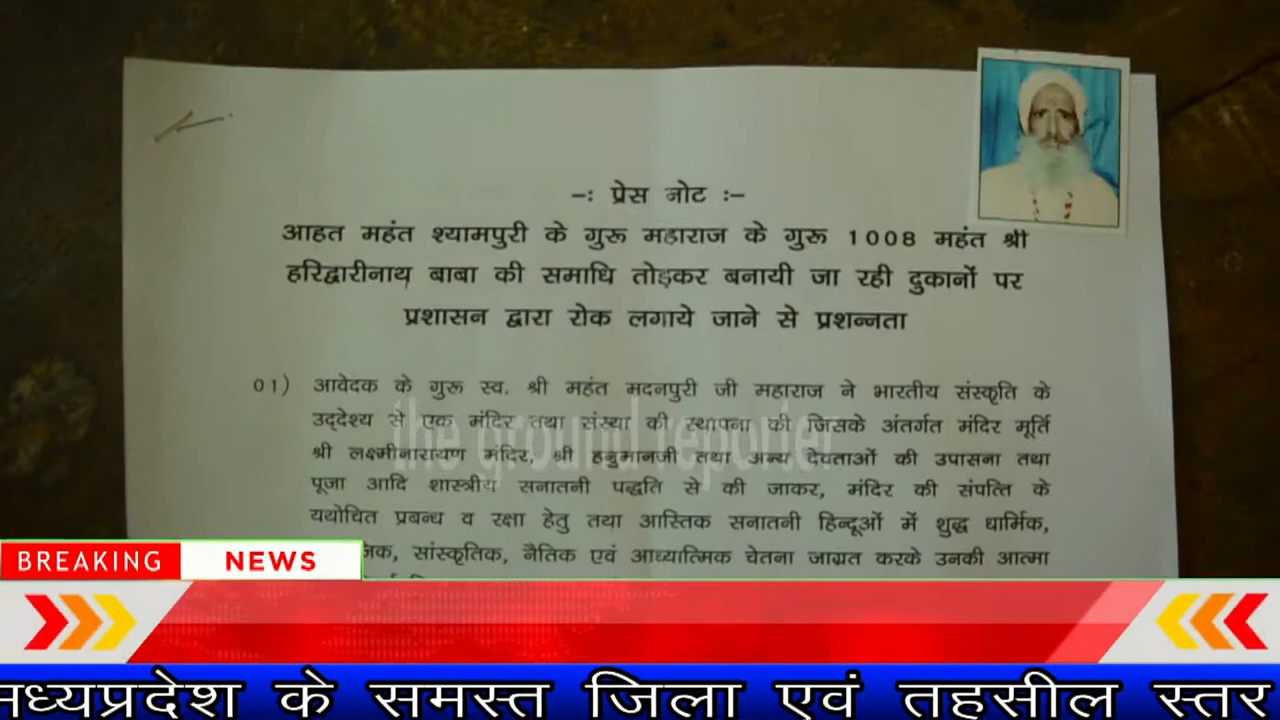 -: प्रेस नोट :-
आहत महंत श्यामपुरी के गुरू महाराज के गुरू 1008 महंत श्री
हरिद्वारीनाथ बाबा की समाधि तोड़कर बनायी जा रही दुकानों पर
प्रशासन द्वारा रोक लगाये जाने से प्रशन्नता
01) आवेदक के गुरू स्व. श्री महंत मदनपुरी जी महाराज ने भारतीय संस्कृति के
उद्देश्य से एक मंदिर तथा संस्था की स्थापना की जिसके अंतर्गत मंदिर मूर्ति
the ground reporter
श्री लक्ष्मीनारायण मंदिर, श्री हनुमानजी तथा अन्य देवताओं की उपासना तथा
पूजा आदि शास्त्रीय सनातनी पद्धति से की जाकर, मंदिर की संपत्ति के
यथोचित प्रबन्ध व रक्षा हेतु तथा आस्तिक सनातनी हिन्दूओं में शुद्ध धार्मिक,
सांस्कृतिक, नैतिक एवं आध्यात्मिक चेतना जाग्रत करके उनकी आत्मा
BREAKING NEWS
मध्यप्रदेश के समस्त जिला एवं तहसील स्तर